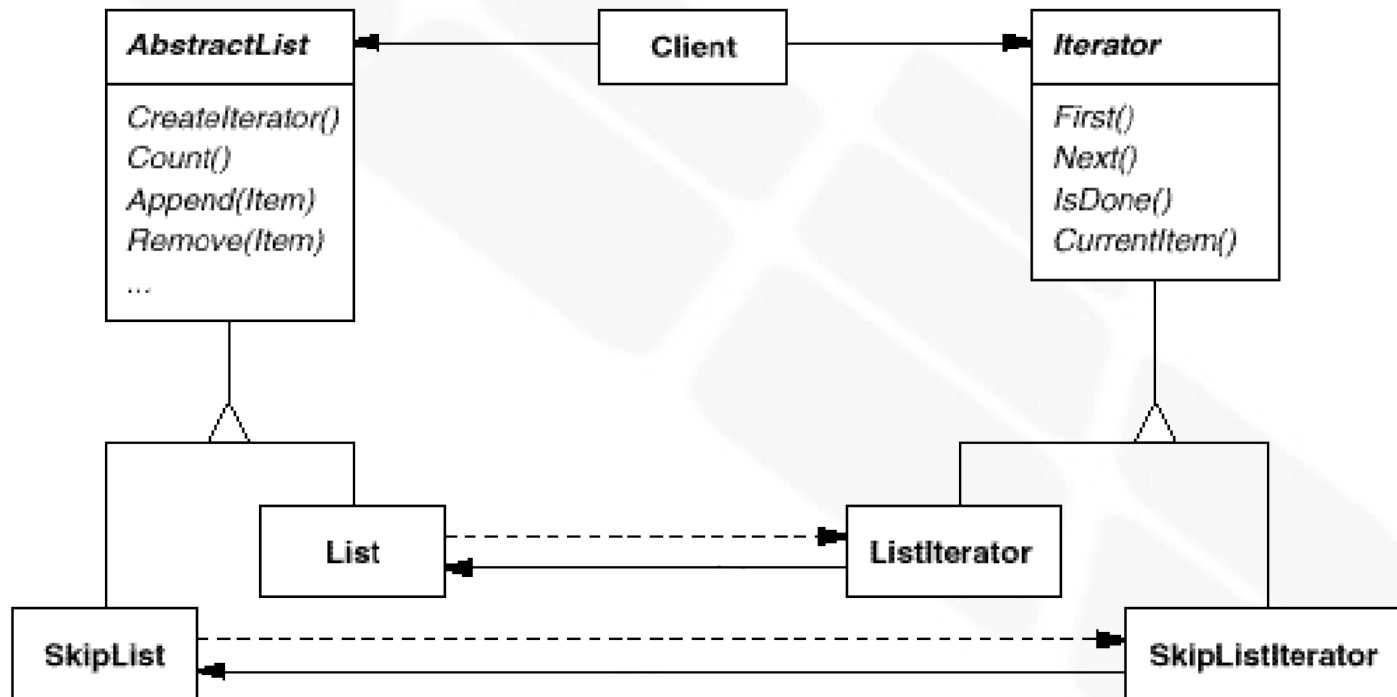 AbstractList
CreateIterator()
Count()
Append(Item)
Remove(Item)
...
Client
Iterator
First()
Next()
IsDone()
CurrentItem()
List
ListIterator
SkipList
SkipListIterator